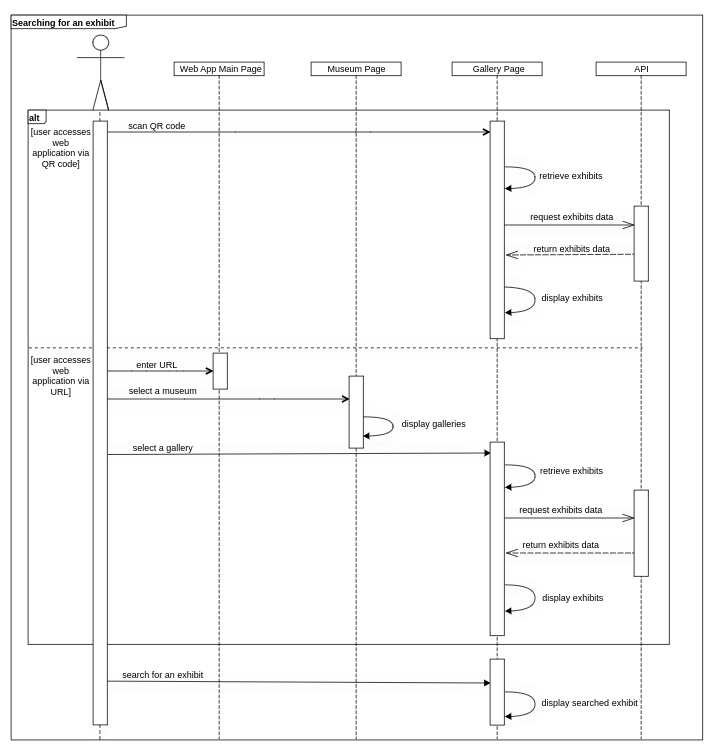 Searching for an exhibit
Web App Main Page
Museum Page
Gallery Page
API
alt
[user accesses
web
application via
QR code]
scan QR code
retrieve exhibits
request exhibits data
return exhibits data
display exhibits
[user accesses
web
application via
URL]
enter URL
select a museum
display galleries
select a gallery
retrieve exhibits
request exhibits data
return exhibits data
display exhibits
search for an exhibit
display searched exhibit